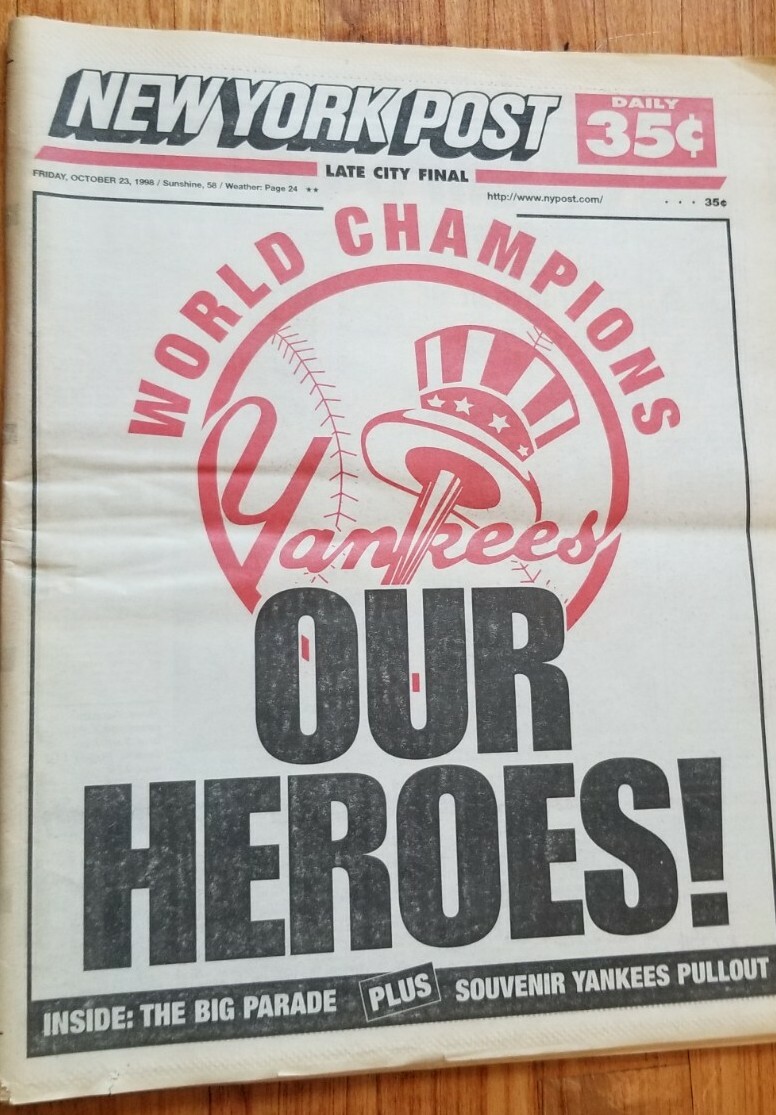 NEW YORK POST
DAILY
35¢
LATE CITY FINAL
FRIDAY, OCTOBER 23, 1998 / Sunshine, 58 / Weather: Page 24 ★★
http://www.nypost.com/
• • • 35¢
WORLD CHAMPIONS
Yankees
OUR
HEROES!
INSIDE: THE BIG PARADE PLUS SOUVENIR YANKEES PULLOUT